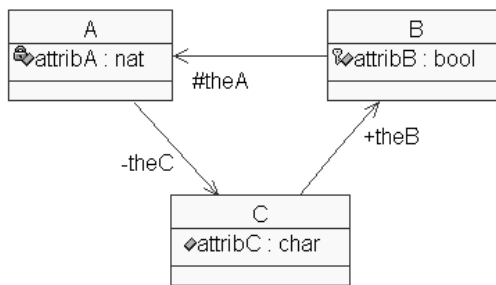 A
attribA : nat
B
attribB : bool
#theA
+theB
-theC
C
attribC : char